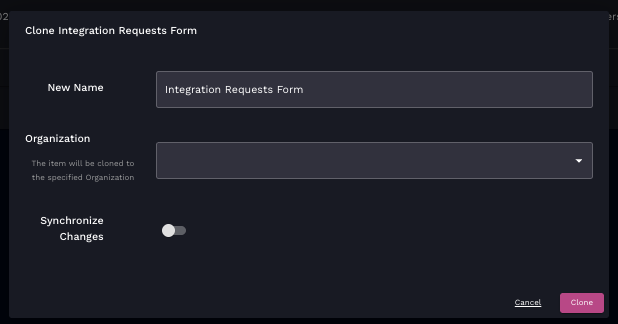 Clone Integration Requests Form
New Name
Integration Requests Form
Organization
The item will be cloned to
the specified Organization
Synchronize
Changes
Cancel
Clone